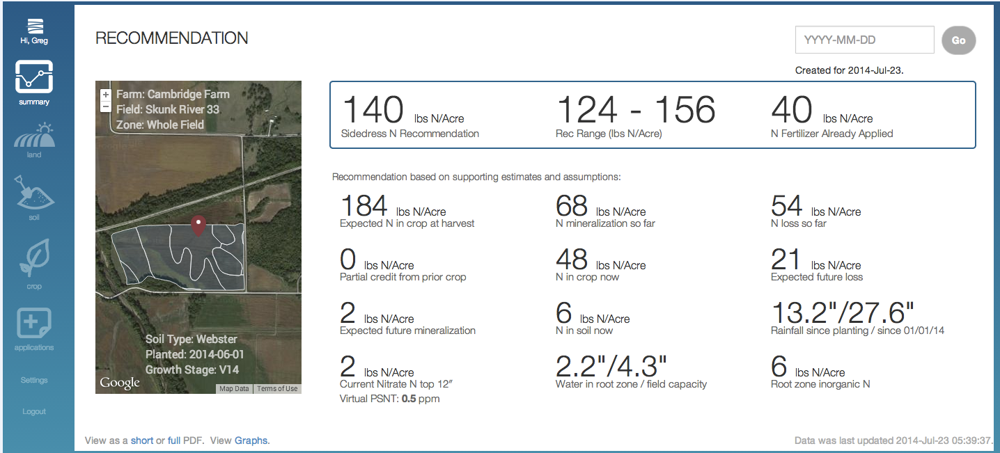 Hi, Greg
summary
land
soil
crop
applications
Settings
Logout
RECOMMENDATION
YYYY-MM-DD
Go
Created for 2014-Jul-23.
+
−
Farm: Cambridge Farm
Field: Skunk River 33
Zone: Whole Field
Soil Type: Webster
Planted: 2014-06-01
Growth Stage: V14
Google
Map Data
Terms of Use
140 lbs N/Acre
Sidedress N Recommendation
124 - 156
Rec Range (lbs N/Acre)
40 lbs N/Acre
N Fertilizer Already Applied
Recommendation based on supporting estimates and assumptions:
184 lbs N/Acre
Expected N in crop at harvest
68 lbs N/Acre
N mineralization so far
54 lbs N/Acre
N loss so far
0 lbs N/Acre
Partial credit from prior crop
48 lbs N/Acre
N in crop now
21 lbs N/Acre
Expected future loss
2 lbs N/Acre
Expected future mineralization
6 lbs N/Acre
N in soil now
13.2"/27.6"
Rainfall since planting / since 01/01/14
2 lbs N/Acre
Current Nitrate N top 12″
Virtual PSNT: 0.5 ppm
2.2"/4.3"
Water in root zone / field capacity
6 lbs N/Acre
Root zone inorganic N
View as a short or full PDF. View Graphs.
Data was last updated 2014-Jul-23 05:39:37.